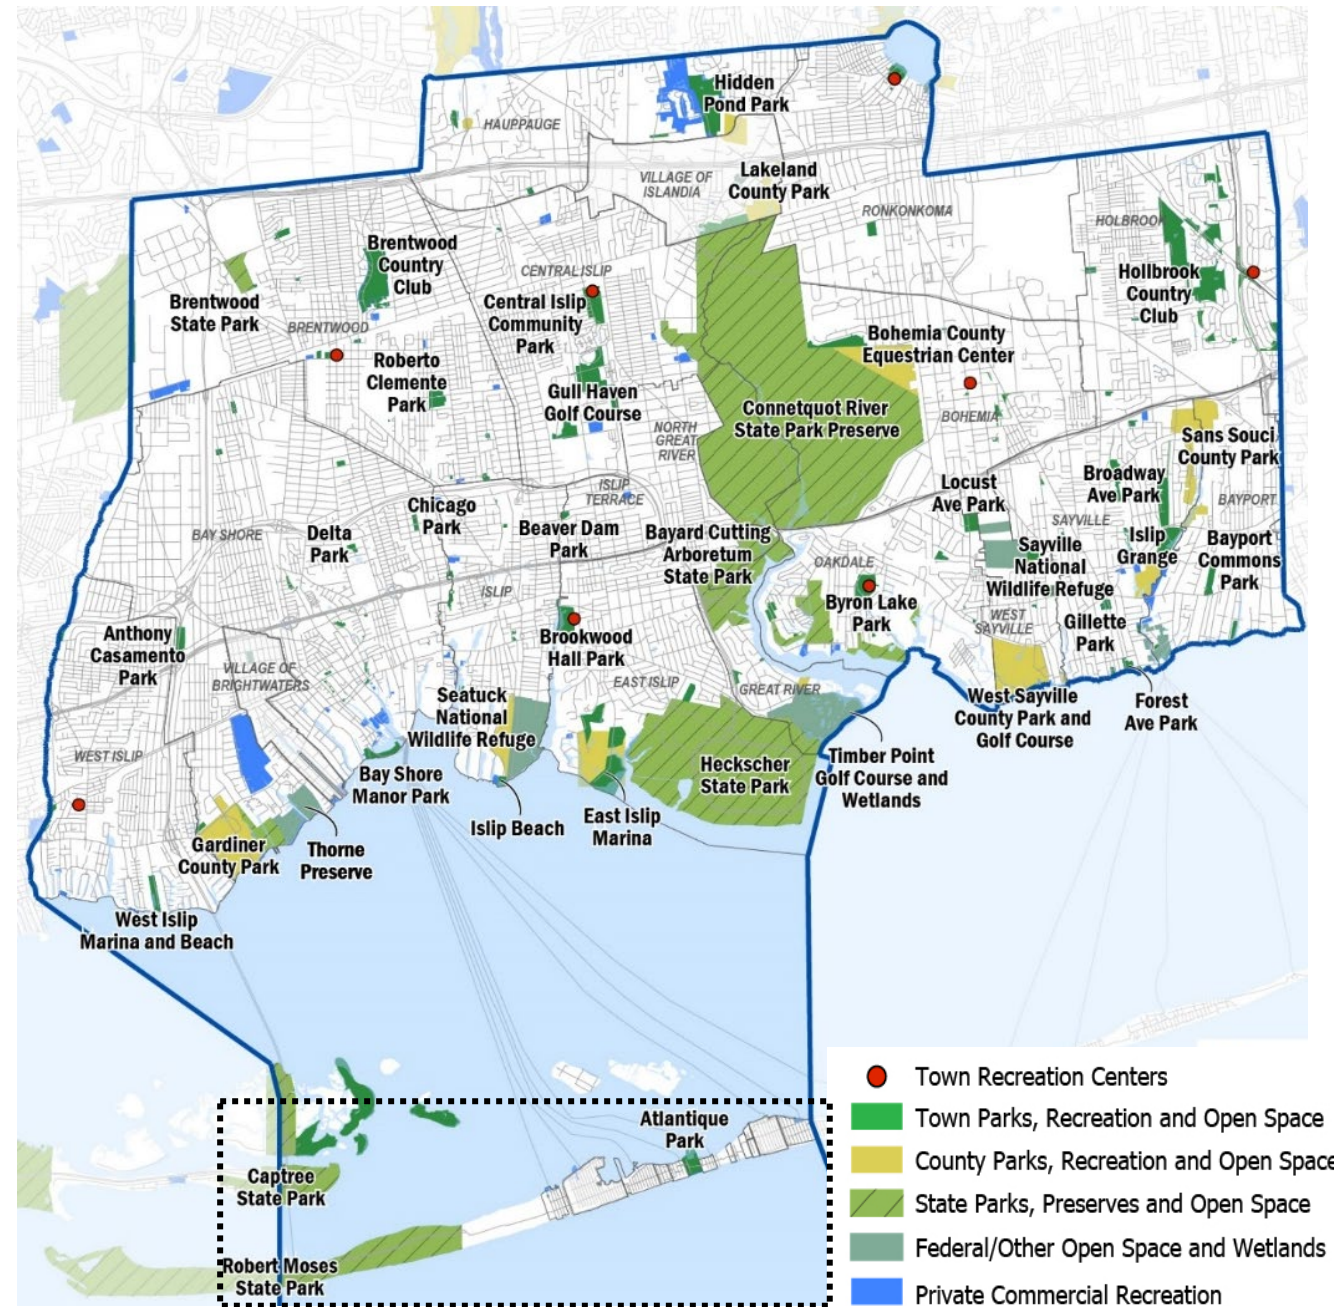 Hidden
Pond Park
HAUPPAUGE
Lakeland
County Park
VILLAGE OF
ISLANDIA
RONKONKOMA
HOLBROOK
Brentwood
Country
Club
CENTRAL ISLIP
Central Islip
Community
Park
Hollbrook
Country
Club
Brentwood
State Park
BRENTWOOD
Roberto
Clemente
Park
Bohemia County
Equestrian Center
Gull Haven
Golf Course
Connetquot River
State Park Preserve
BOHEMIA
NORTH
GREAT
RIVER
Sans Souci
County Park
Broadway
Ave Park
BAYPORT
Locust
Ave Park
ISLIP
TERRACE
Chicago
Park
Beaver Dam
Park
BAY SHORE
Delta
Park
Bayard Cutting
Arboretum
State Park
SAYVILLE
Islip
Grange
Bayport
Commons
Park
OAKDALE
Sayville
National
Wildlife Refuge
ISLIP
Byron Lake
Park
WEST
SAYVILLE
Gillette
Park
Anthony
Casamento
Park
Brookwood
Hall Park
VILLAGE OF
BRIGHTWATERS
EAST ISLIP
GREAT RIVER
Seatuck
National
Wildlife Refuge
West Sayville
County Park and
Golf Course
Forest
Ave Park
WEST ISLIP
Bay Shore
Manor Park
Heckscher
State Park
Timber Point
Golf Course and
Wetlands
Islip Beach
East Islip
Marina
Gardiner
County Park
Thorne
Preserve
West Islip
Marina and Beach
Atlantique
Park
Captree
State Park
Robert Moses
State Park
Town Recreation Centers
Town Parks, Recreation and Open Space
County Parks, Recreation and Open Space
State Parks, Preserves and Open Space
Federal/Other Open Space and Wetlands
Private Commercial Recreation